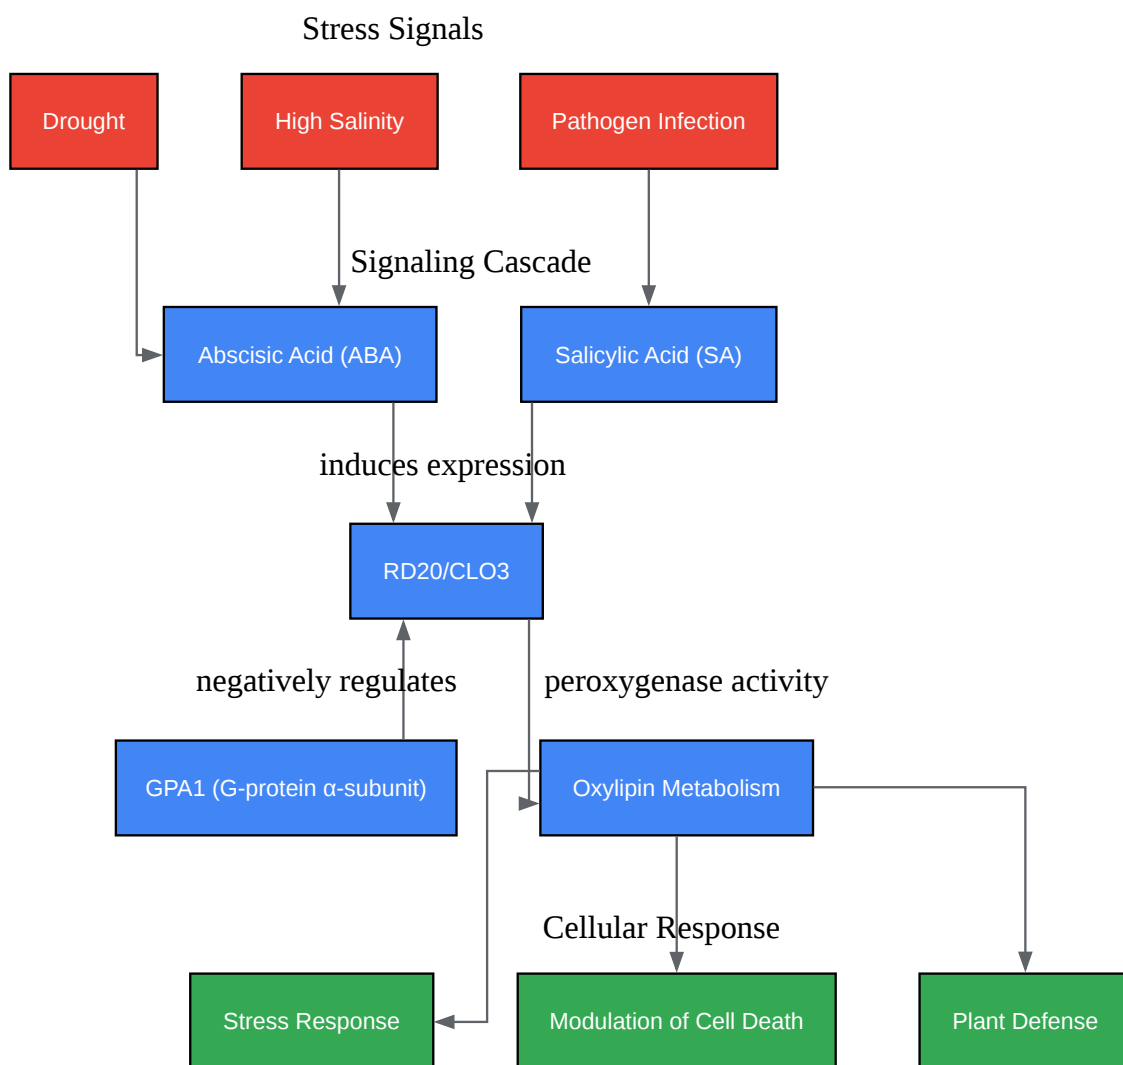 Stress Signals
Drought
High Salinity
Pathogen Infection
Signaling Cascade
Abscisic Acid (ABA)
Salicylic Acid (SA)
induces expression
RD20/CLO3
negatively regulates
peroxygenase activity
GPA1 (G-protein α-subunit)
Oxylipin Metabolism
Cellular Response
Stress Response
Modulation of Cell Death
Plant Defense